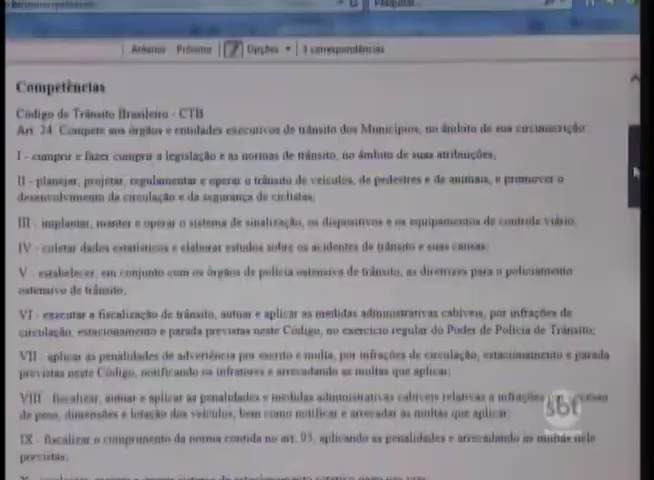 Anterior Próximo Opções 3 correspondências
Competências
Código de Trânsito Brasileiro - CTB
Art. 24. Compete aos órgãos e entidades executivos de trânsito dos Municípios, no âmbito de sua circunscrição:
I - cumprir e fazer cumprir a legislação e as normas de trânsito, no âmbito de suas atribuições;
II - planejar, projetar, regulamentar e operar o trânsito de veículos, de pedestres e de animais, e promover o
desenvolvimento da circulação e da segurança de ciclistas;
III - implantar, manter e operar o sistema de sinalização, os dispositivos e os equipamentos de controle viário;
IV - coletar dados estatísticos e elaborar estudos sobre os acidentes de trânsito e suas causas;
V - estabelecer, em conjunto com os órgãos de polícia ostensiva de trânsito, as diretrizes para o policiamento
ostensivo de trânsito;
VI - executar a fiscalização de trânsito, autuar e aplicar as medidas administrativas cabíveis, por infrações de
circulação, estacionamento e parada previstas neste Código, no exercício regular do Poder de Polícia de Trânsito;
VII - aplicar as penalidades de advertência por escrito e multa, por infrações de circulação, estacionamento e parada
previstas neste Código, notificando os infratores e arrecadando as multas que aplicar;
VIII - fiscalizar, autuar e aplicar as penalidades e medidas administrativas cabíveis relativas a infrações
de peso, dimensões e lotação dos veículos, bem como notificar e arrecadar as multas que aplicar;
sbt
IX - fiscalizar o cumprimento da norma contida no art. 95, aplicando as penalidades e arrecadando as multas nele
previstas;